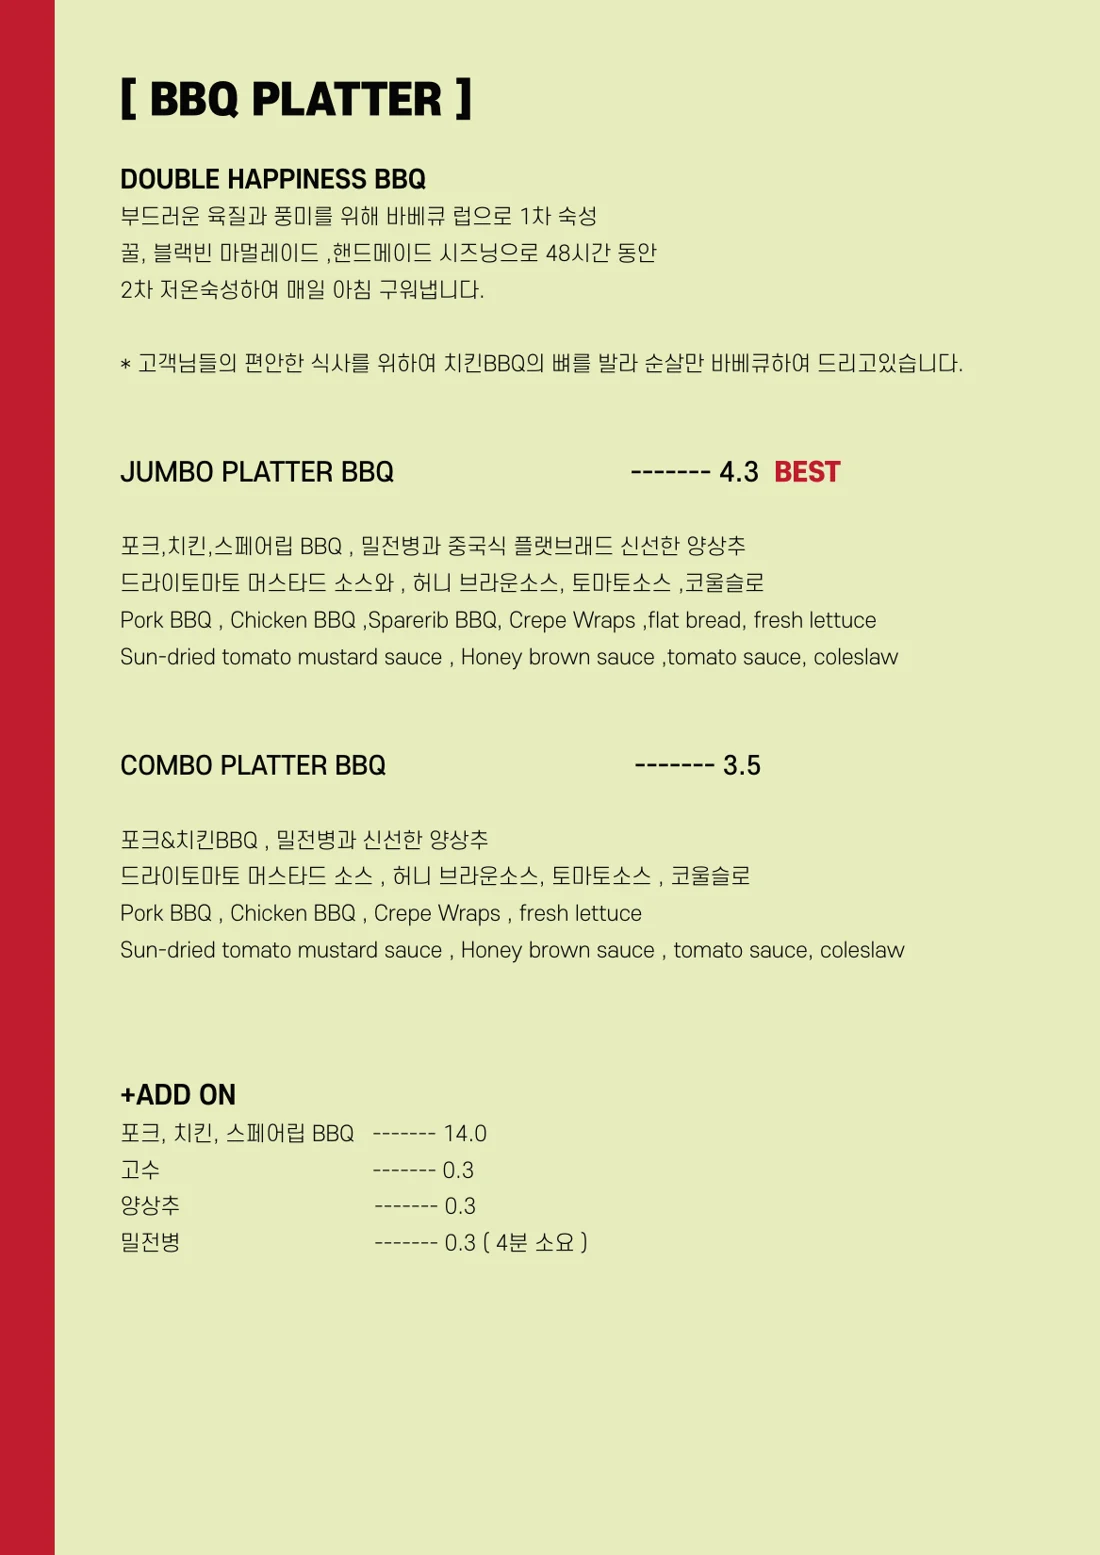 [ BBQ PLATTER ]
DOUBLE HAPPINESS BBQ
부드러운 육질과 풍미를 위해 바베큐 럽으로 1차 숙성
꿀, 블랙빈 마멀레이드 ,핸드메이드 시즈닝으로 48시간 동안
2차 저온숙성하여 매일 아침 구워냅니다.
* 고객님들의 편안한 식사를 위하여 치킨BBQ의 뼈를 발라 순살만 바베큐하여 드리고있습니다.
JUMBO PLATTER BBQ ------- 4.3 BEST
포크,치킨,스페어립 BBQ , 밀전병과 중국식 플랫브래드 신선한 양상추
드라이토마토 머스타드 소스와 , 허니 브라운소스, 토마토소스 ,코울슬로
Pork BBQ , Chicken BBQ ,Sparerib BBQ, Crepe Wraps ,flat bread, fresh lettuce
Sun-dried tomato mustard sauce , Honey brown sauce ,tomato sauce, coleslaw
COMBO PLATTER BBQ ------- 3.5
포크&치킨BBQ , 밀전병과 신선한 양상추
드라이토마토 머스타드 소스 , 허니 브라운소스, 토마토소스 , 코울슬로
Pork BBQ , Chicken BBQ , Crepe Wraps , fresh lettuce
Sun-dried tomato mustard sauce , Honey brown sauce , tomato sauce, coleslaw
+ADD ON
포크, 치킨, 스페어립 BBQ ------- 14.0
고수 ------- 0.3
양상추 ------- 0.3
밀전병 ------- 0.3 ( 4분 소요 )